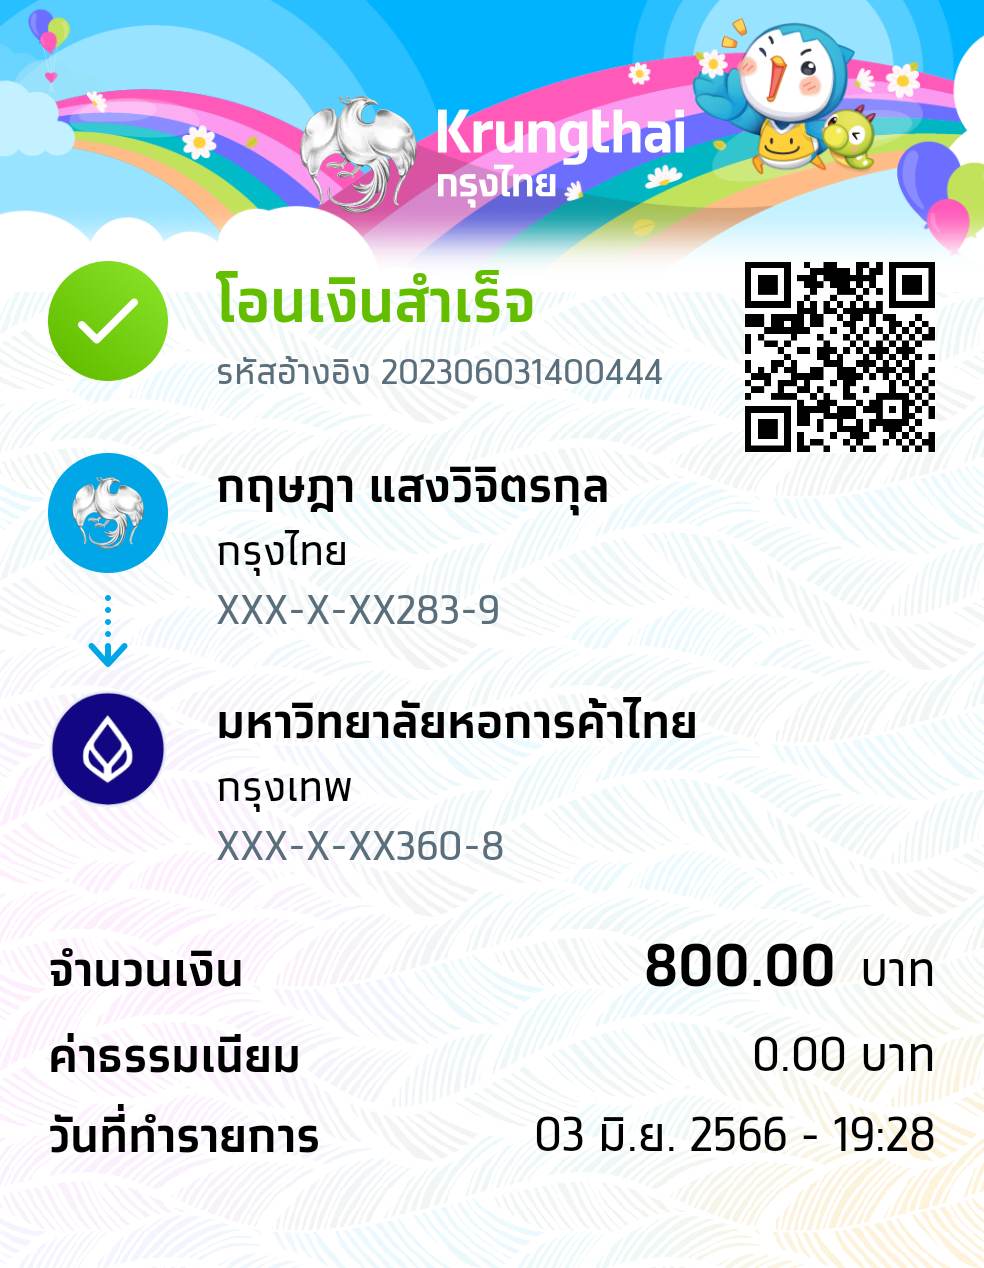 Krungthai
กรุงไทย
โอนเงินสำเร็จ
รหัสอ้างอิง 202306031400444
กฤษฎา แสงวิจิตรกุล
กรุงไทย
XXX-X-XX283-9
มหาวิทยาลัยหอการค้าไทย
กรุงเทพ
XXX-X-XX360-8
จำนวนเงิน 800.00 บาท
ค่าธรรมเนียม 0.00 บาท
วันที่ทำรายการ 03 มิ.ย. 2566 - 19:28